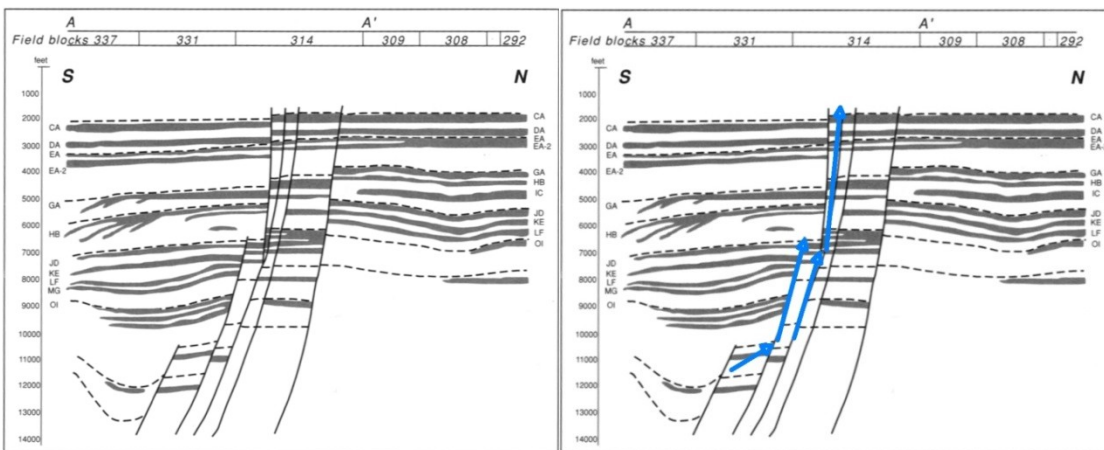 A A'
Field blocks 337 331 314 309 308 292
feet
S N
1000
2000
3000
4000
5000
6000
7000
8000
9000
10000
11000
12000
13000
14000
CA
DA
EA
EA-2
GA
HB
JD
KE
LF
MG
OI
CA
DA
EA
EA-2
GA
HB
IC
JD
KE
LF
OI
A A'
Field blocks 337 331 314 309 308 292
feet
S N
1000
2000
3000
4000
5000
6000
7000
8000
9000
10000
11000
12000
13000
14000
CA
DA
EA
EA-2
GA
HB
JD
KE
LF
MG
OI
CA
DA
EA
EA-2
GA
HB
IC
JD
KE
LF
OI